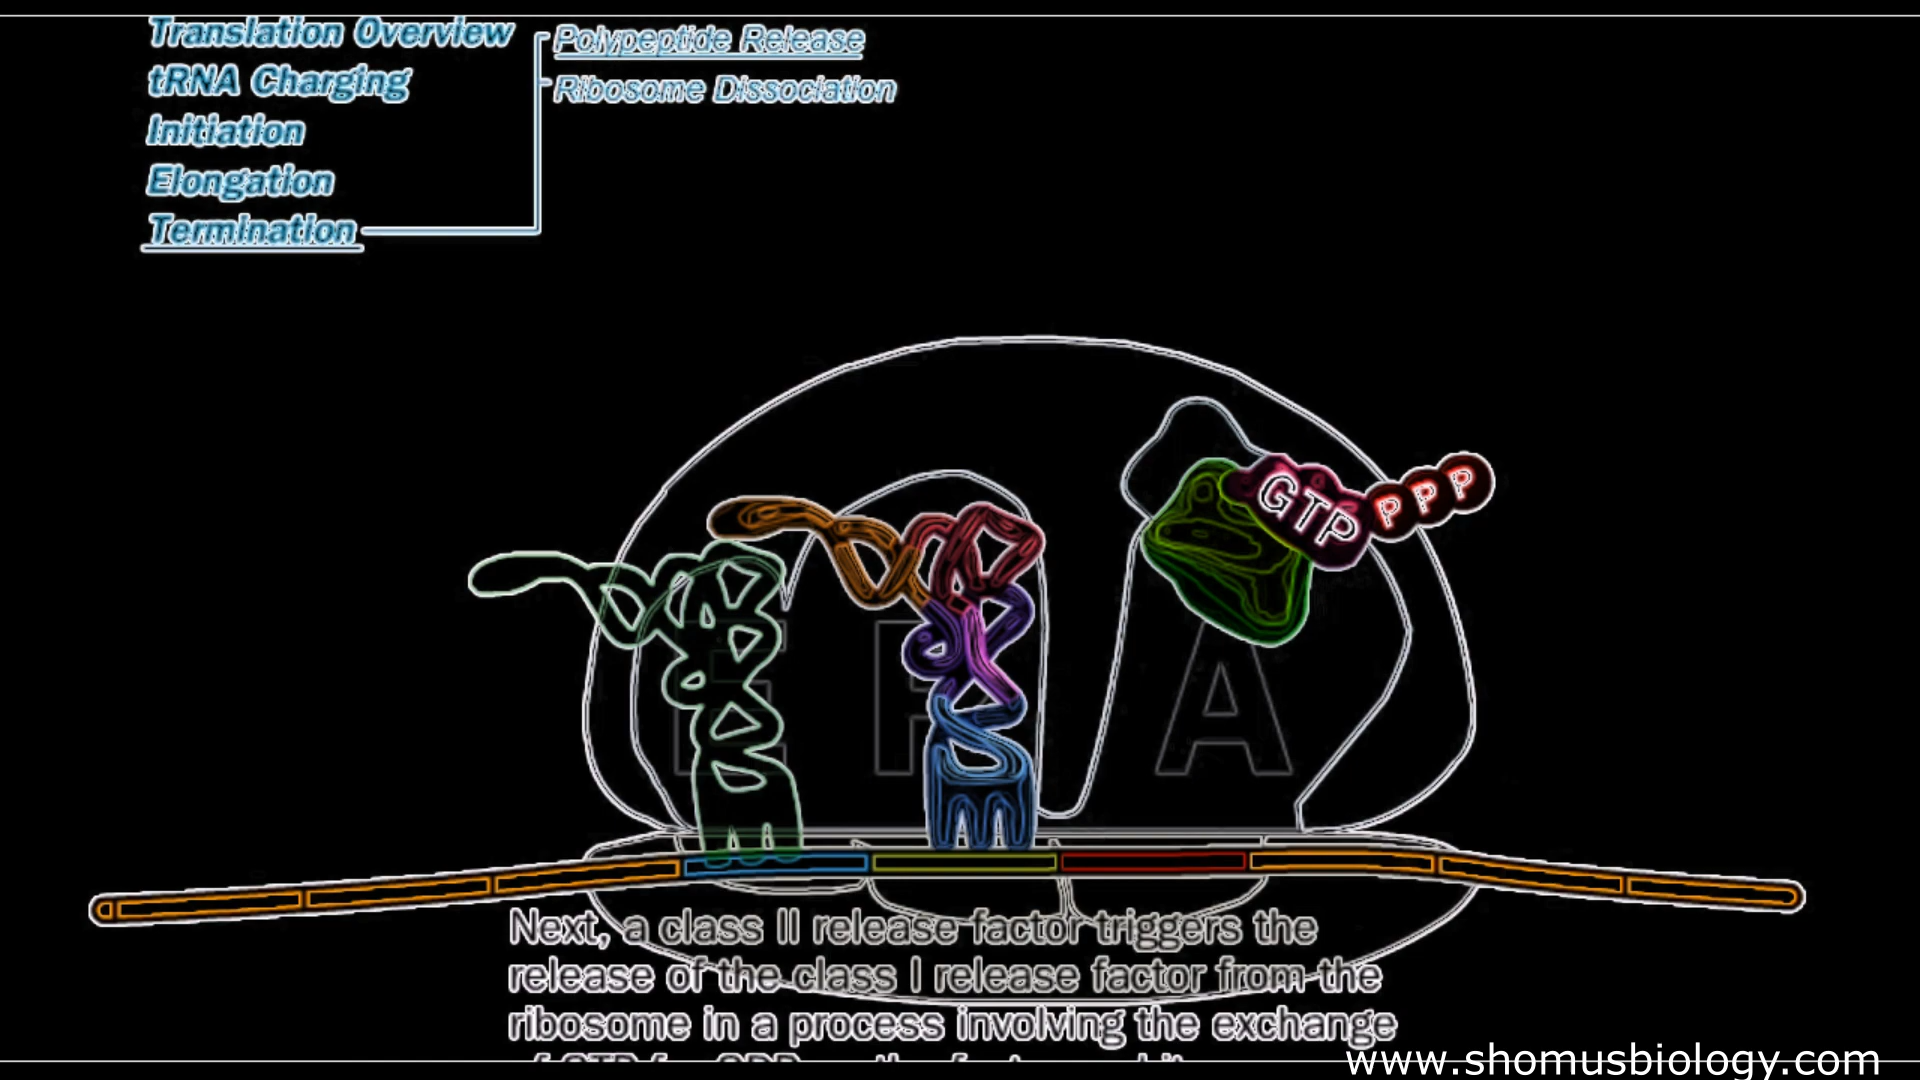 Translation Overview
tRNA Charging
Initiation
Elongation
Termination
Polypeptide Release
Ribosome Dissociation
GTP P P P
E P A
Next, a class II release factor triggers the
release of the class I release factor from the
ribosome in a process involving the exchange
www.shomusbiology.com